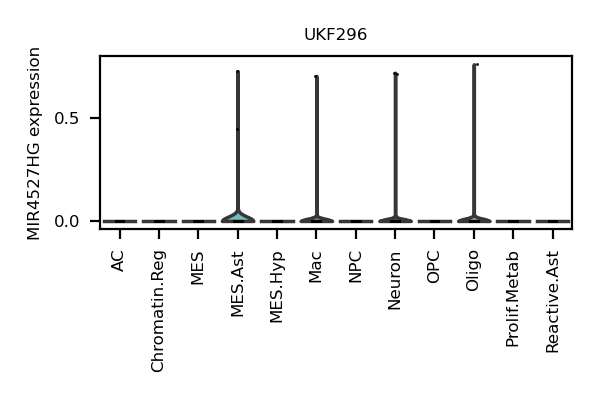 UKF296
MIR4527HG expression
0.5
0.0
AC
Chromatin.Reg
MES
MES.Ast
MES.Hyp
Mac
NPC
Neuron
OPC
Oligo
Prolif.Metab
Reactive.Ast